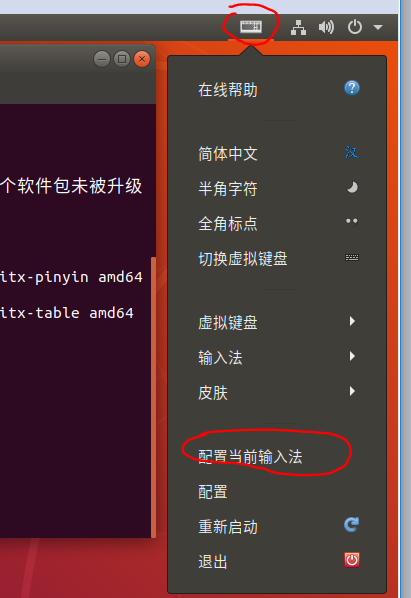 在线帮助
简体中文
汉
半角字符
全角标点
切换虚拟键盘
虚拟键盘
输入法
皮肤
配置当前输入法
配置
重新启动
退出
个软件包未被升级
itx-pinyin amd64
itx-table amd64